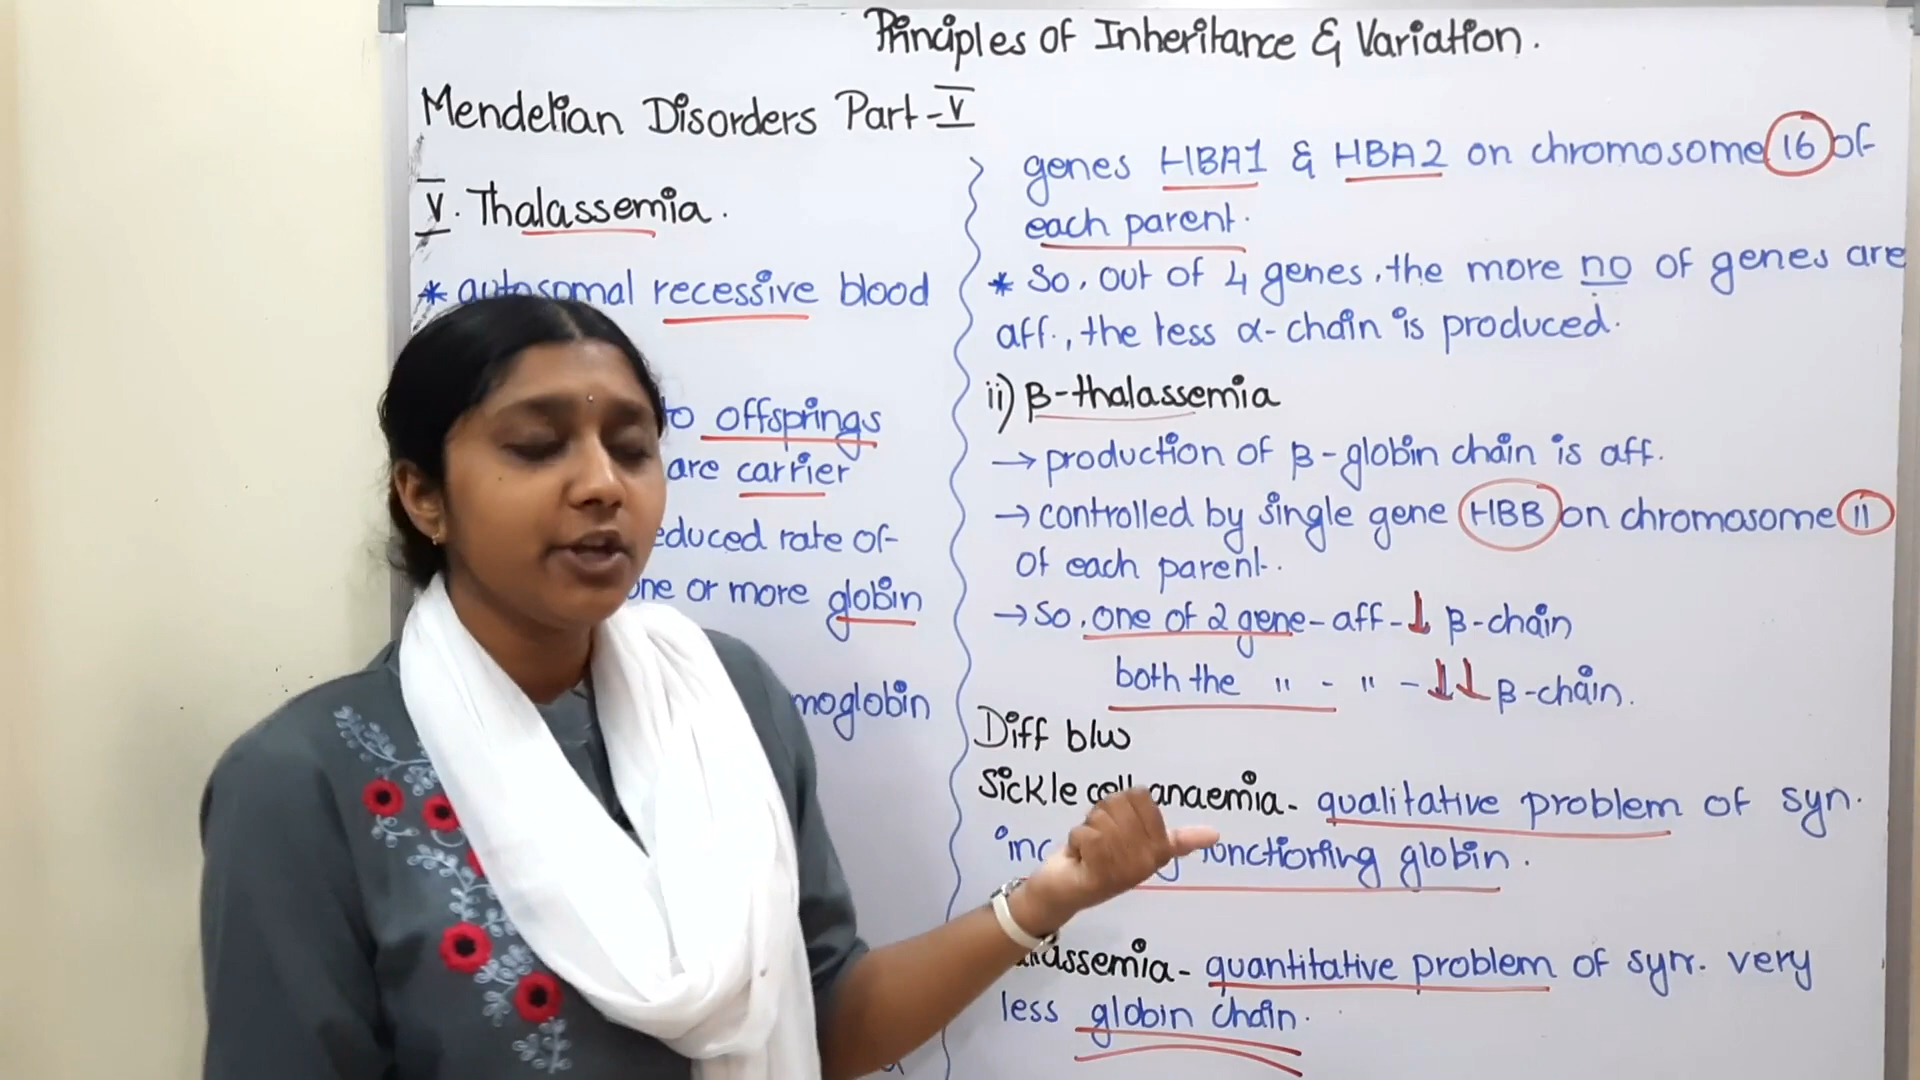 Principles of Inheritance & Variation.
Mendelian Disorders Part-V
V. Thalassemia.
* autosomal recessive blood
to offsprings
are carrier
educed rate of
one or more globin
moglobin
genes HBA1 & HBA2 on chromosome 16 of
each parent.
* So, out of 4 genes, the more no of genes are
aff., the less α-chain is produced.
ii) β-thalassemia
→ production of β-globin chain is aff.
→ controlled by single gene HBB on chromosome 11
of each parent.
→ So, one of 2 gene - aff - ↓ β-chain
both the " - " - ↓↓ β-chain.
Diff b/w
Sickle cell anaemia - qualitative problem of syn.
functioning globin.
assemia - quantitative problem of syn. very
less globin chain.